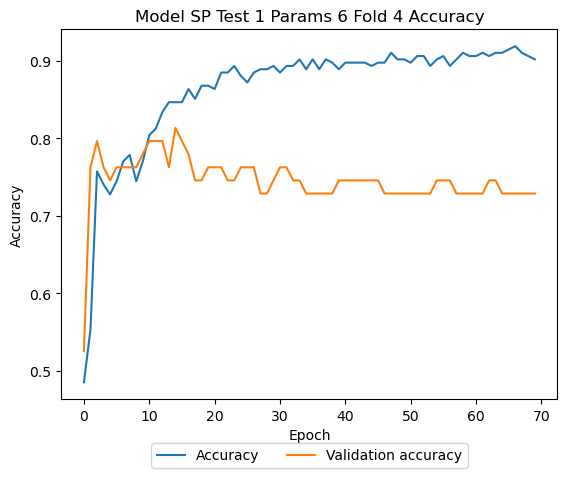 Model SP Test 1 Params 6 Fold 4 Accuracy
0.9
0.8
0.7
0.6
0.5
Accuracy
0 10 20 30 40 50 60 70
Epoch
Accuracy Validation accuracy